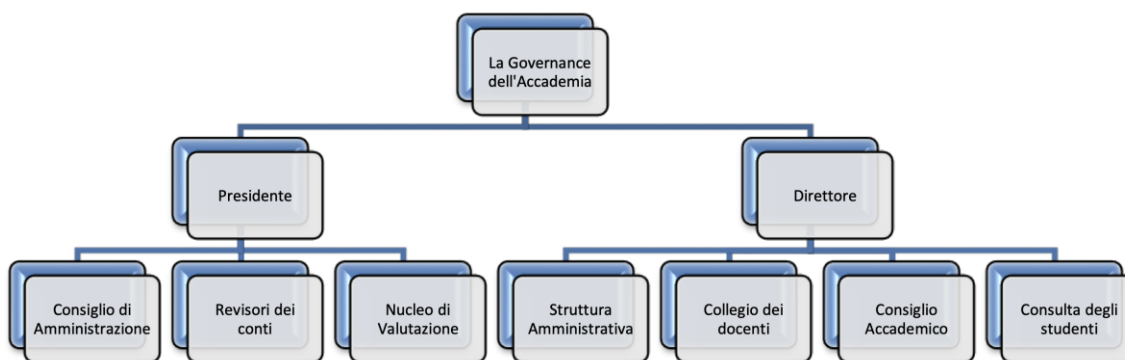 La Governance
dell'Accademia
Presidente
Direttore
Consiglio di
Amministrazione
Revisori dei
conti
Nucleo di
Valutazione
Struttura
Amministrativa
Collegio dei
docenti
Consiglio
Accademico
Consulta degli
studenti